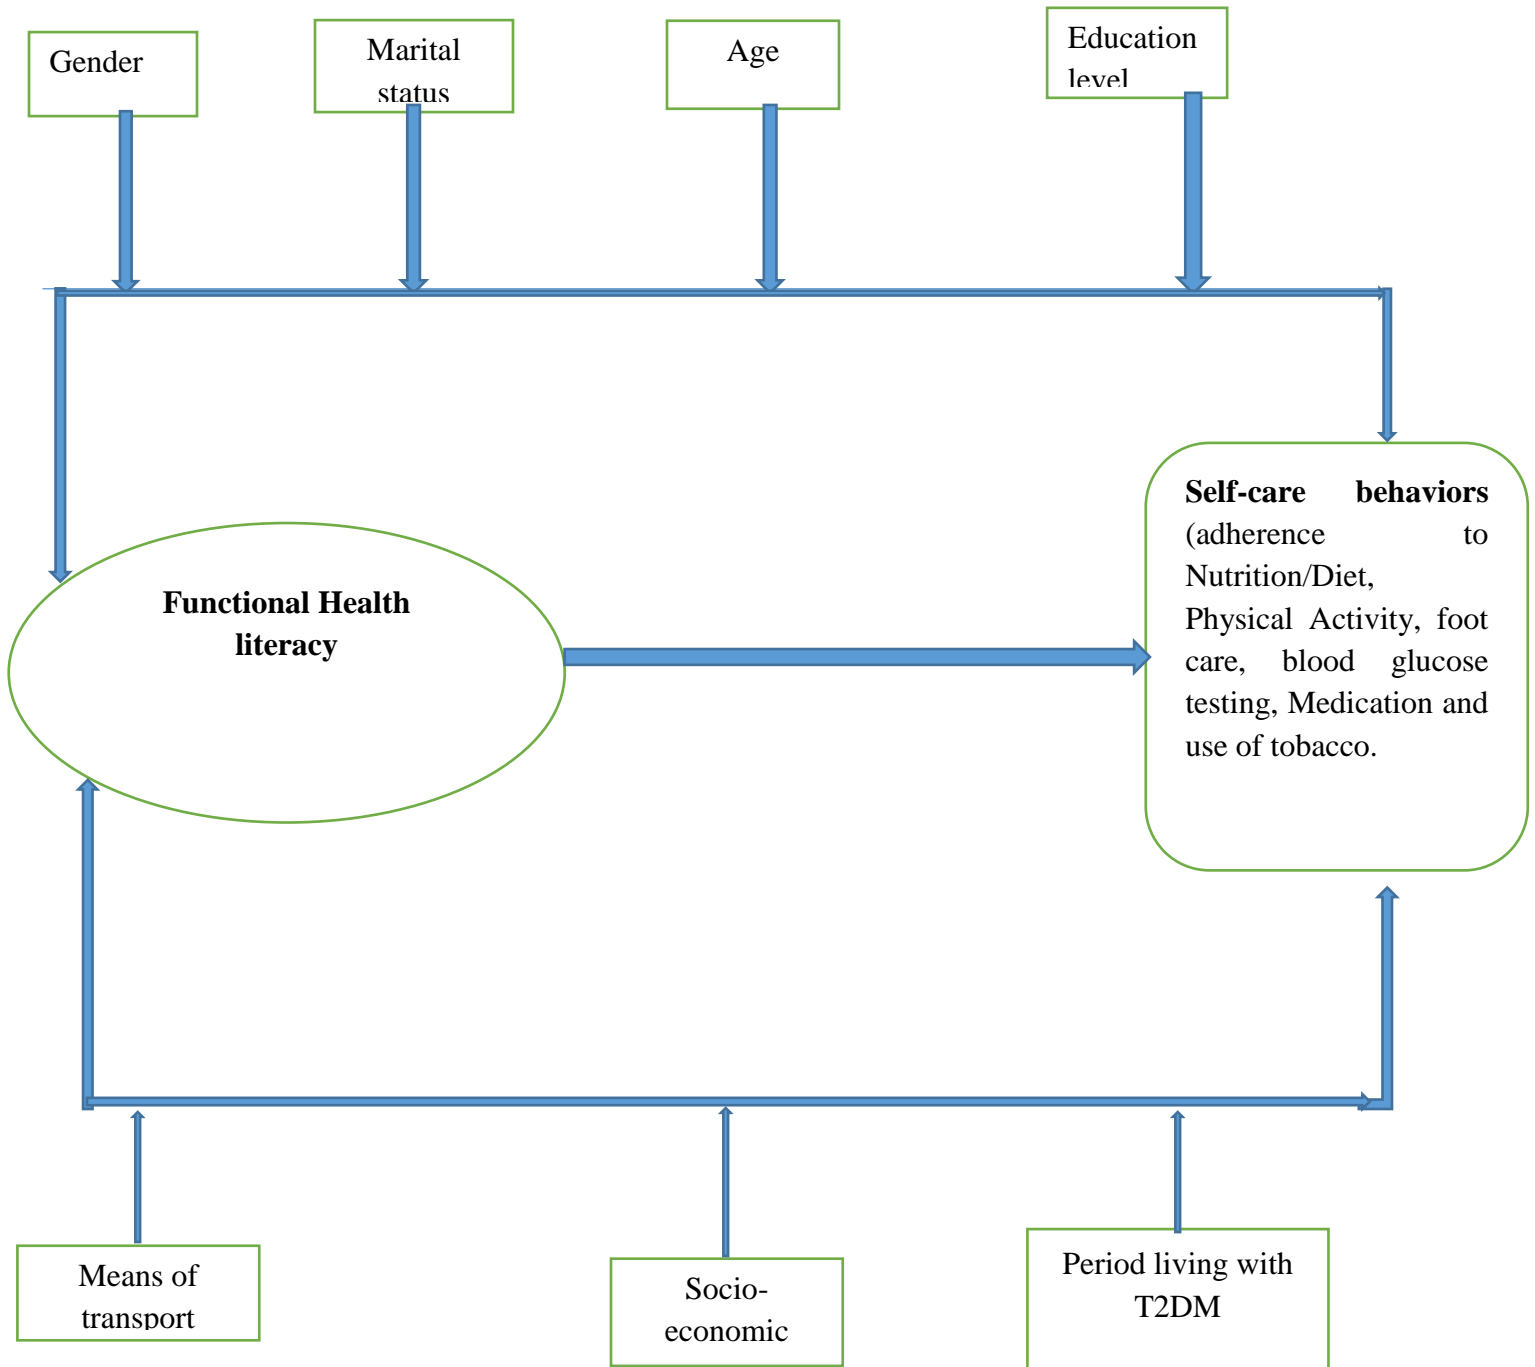 Gender
Marital
status
Age
Education
level
Self-care behaviors
(adherence to
Nutrition/Diet,
Physical Activity, foot
care, blood glucose
testing, Medication and
use of tobacco.
Functional Health
literacy
Means of
transport
Socio-
economic
Period living with
T2DM